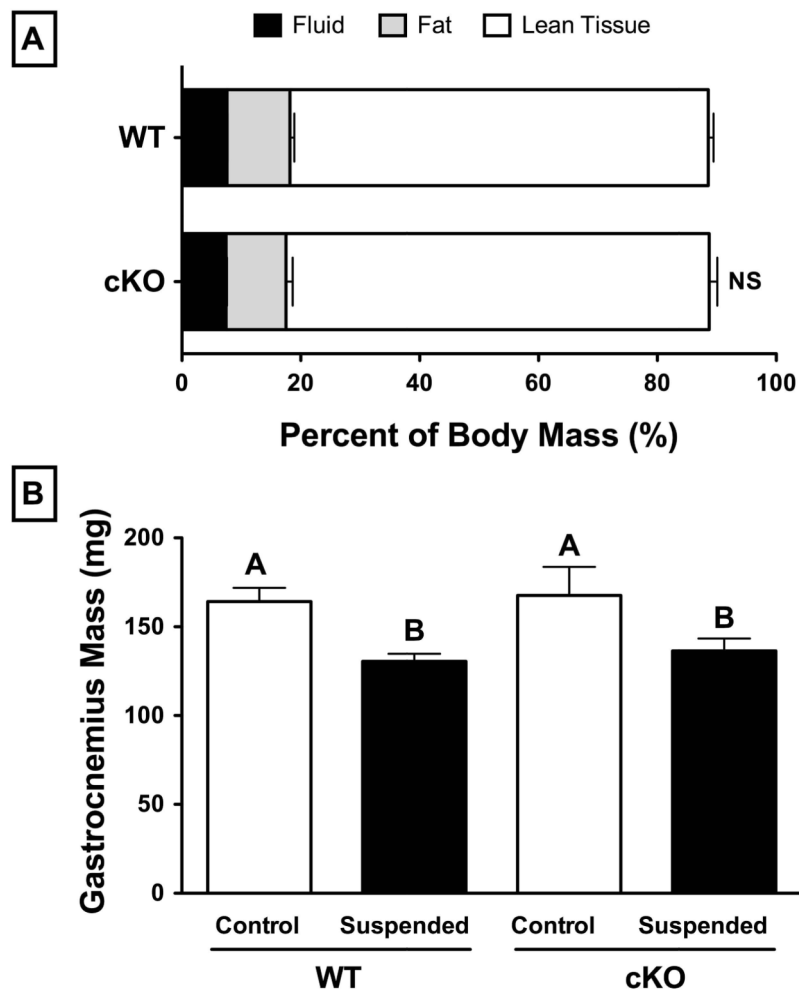 Fluid Fat Lean Tissue
A
WT
cKO
NS
0 20 40 60 80 100
Percent of Body Mass (%)
B
Gastrocnemius Mass (mg)
200
150
100
50
0
A
B
A
B
Control Suspended Control Suspended
WT cKO